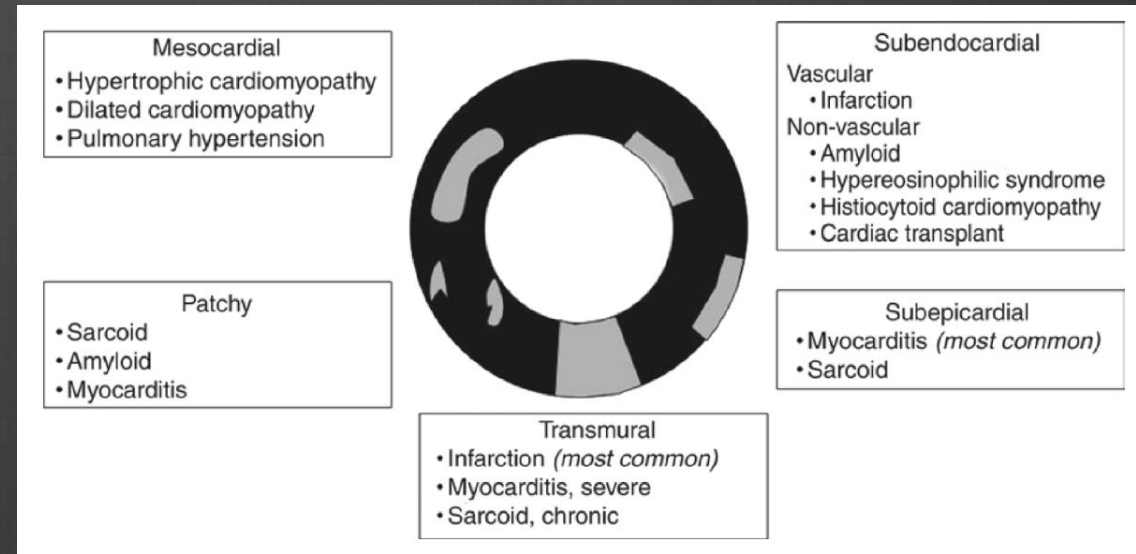 Mesocardial
• Hypertrophic cardiomyopathy
• Dilated cardiomyopathy
• Pulmonary hypertension
Subendocardial
Vascular
• Infarction
Non-vascular
• Amyloid
• Hypereosinophilic syndrome
• Histiocytoid cardiomyopathy
• Cardiac transplant
Patchy
• Sarcoid
• Amyloid
• Myocarditis
Subepicardial
• Myocarditis (most common)
• Sarcoid
Transmural
• Infarction (most common)
• Myocarditis, severe
• Sarcoid, chronic